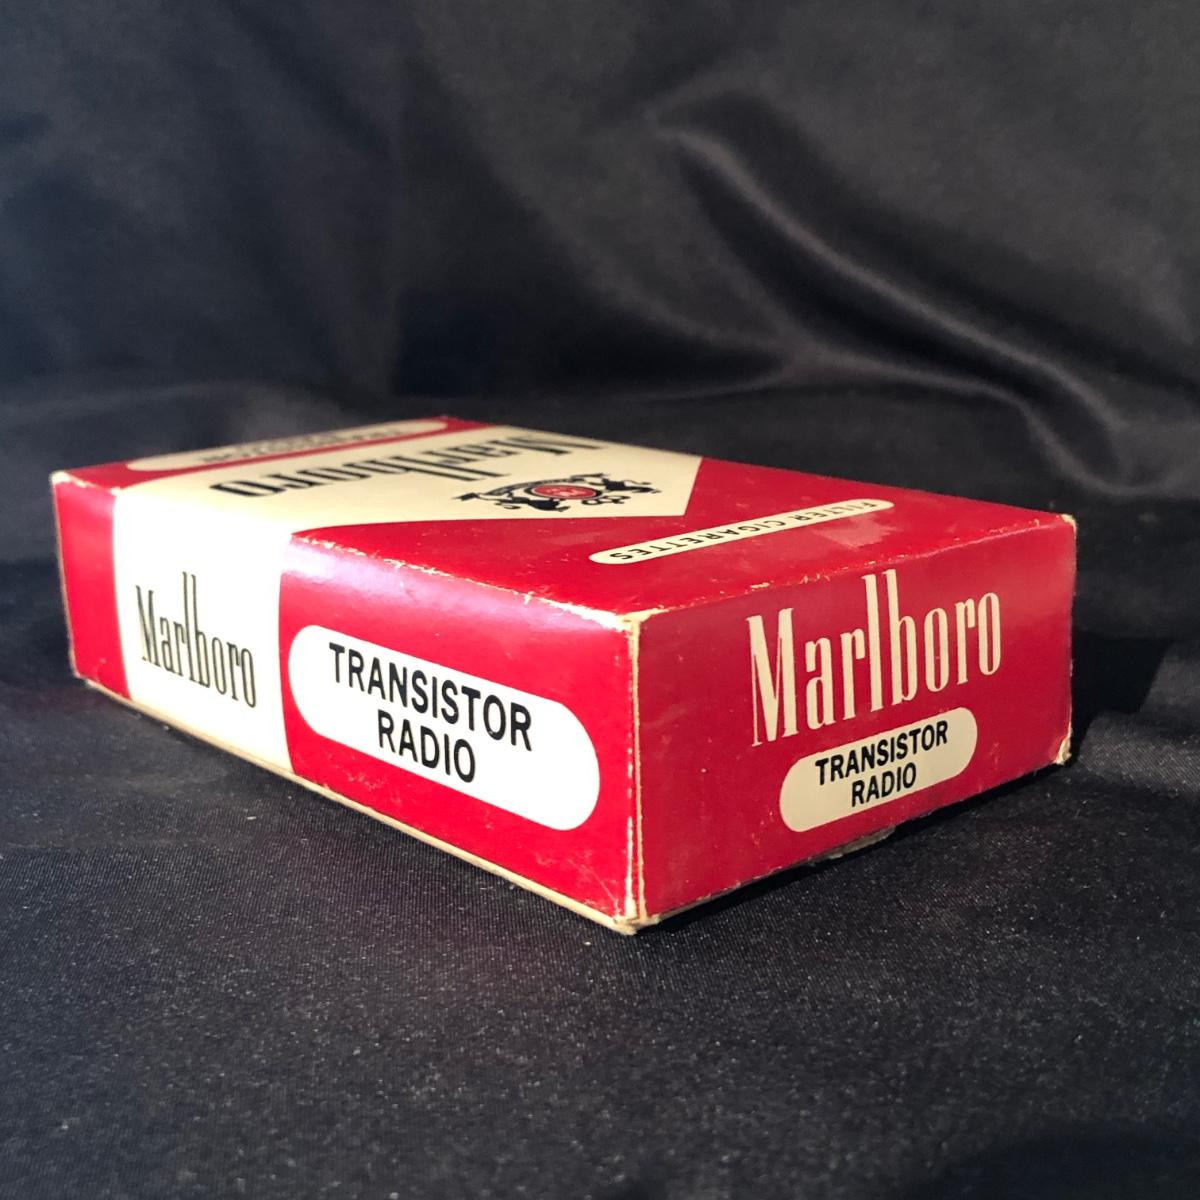 Marlboro
FILTER CIGARETTES
Marlboro
TRANSISTOR
RADIO
Marlboro
TRANSISTOR
RADIO